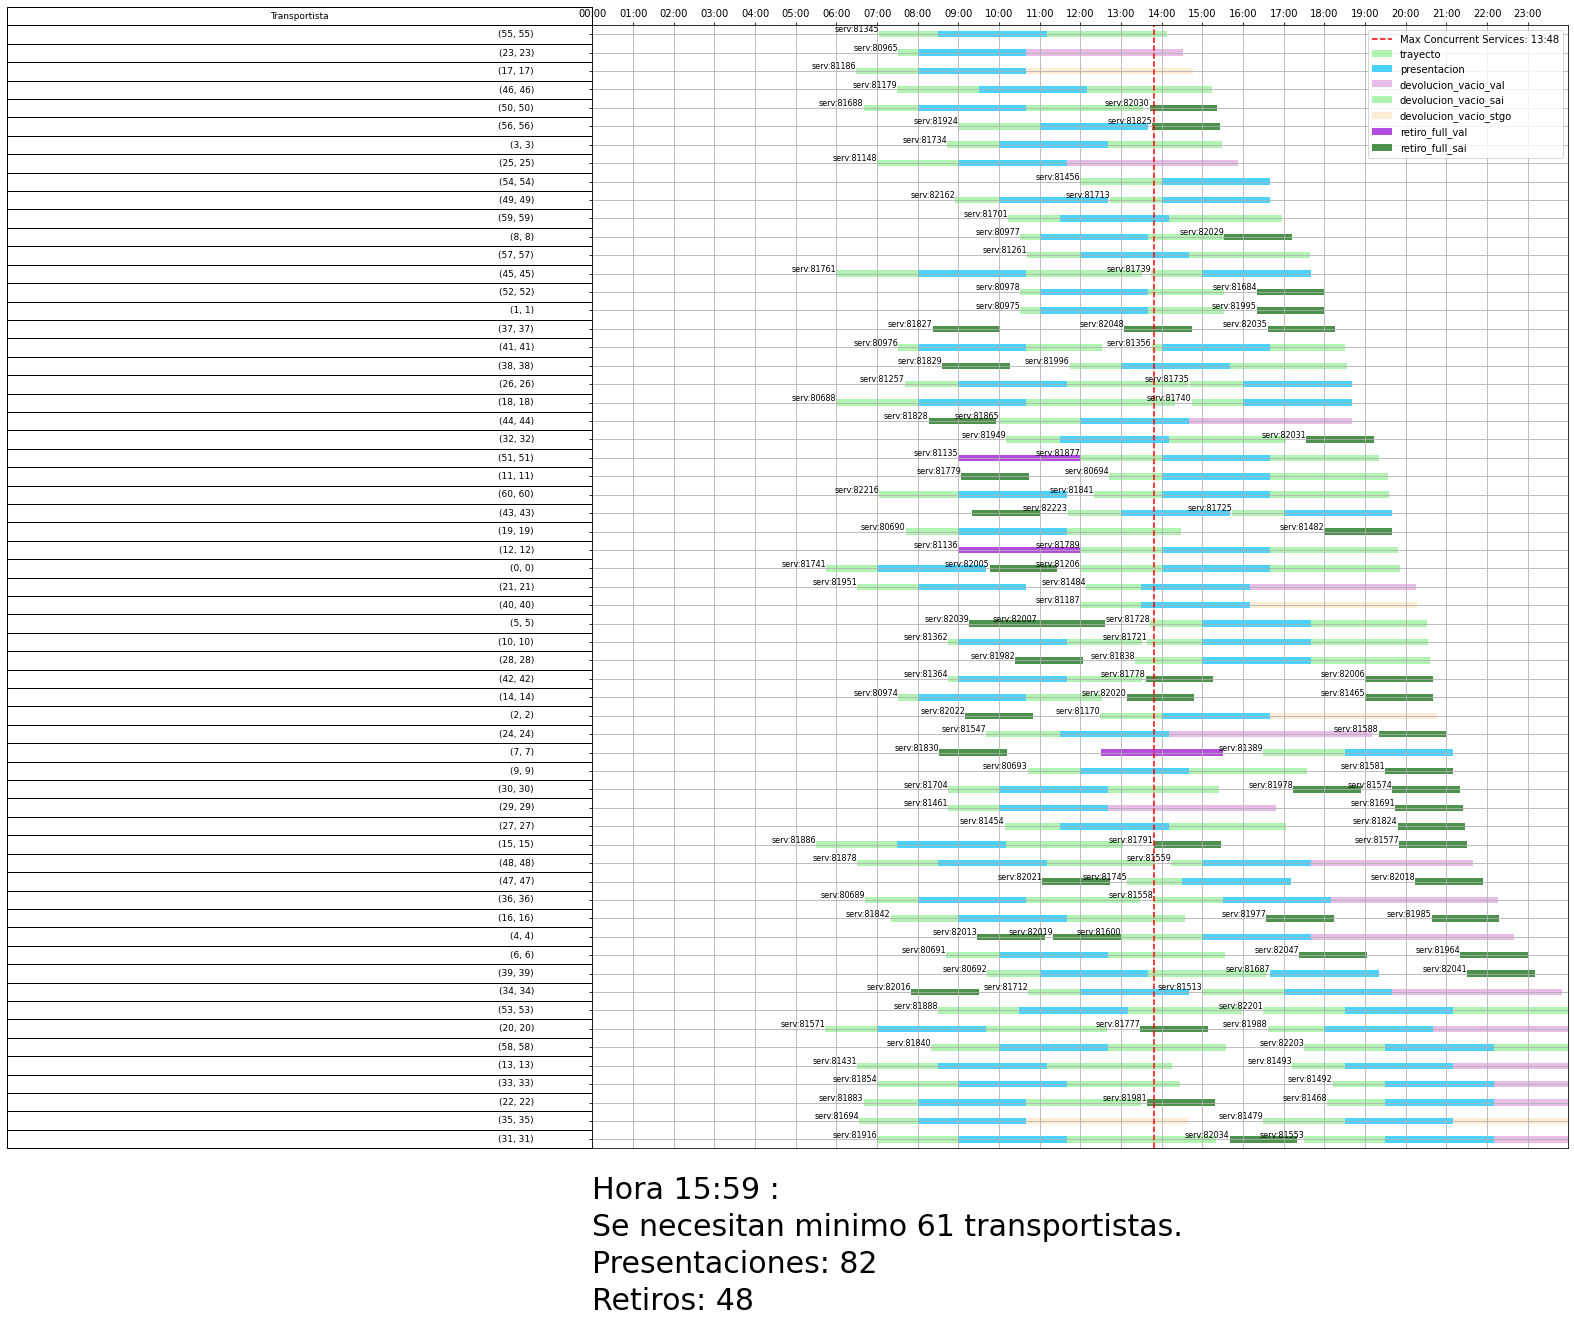 Transportista
00:00 01:00 02:00 03:00 04:00 05:00 06:00 07:00 08:00 09:00 10:00 11:00 12:00 13:00 14:00 15:00 16:00 17:00 18:00 19:00 20:00 21:00 22:00 23:00
Max Concurrent Services: 13:48
trayecto
presentacion
devolucion_vacio_val
devolucion_vacio_sai
devolucion_vacio_stgo
retiro_full_val
retiro_full_sai
(55, 55) serv:81345
(23, 23) serv:80965
(17, 17) serv:81186
(46, 46) serv:81179
(50, 50) serv:81688 serv:82030
(56, 56) serv:81924 serv:81825
(3, 3) serv:81734
(25, 25) serv:81148
(54, 54) serv:81456
(49, 49) serv:82162 serv:81713
(59, 59) serv:81701
(8, 8) serv:80977 serv:82029
(57, 57) serv:81261
(45, 45) serv:81761 serv:81739
(52, 52) serv:80978 serv:81684
(1, 1) serv:80975 serv:81995
(37, 37) serv:81827 serv:82048 serv:82035
(41, 41) serv:80976 serv:81356
(38, 38) serv:81829 serv:81996
(26, 26) serv:81257 serv:81735
(18, 18) serv:80688 serv:81740
(44, 44) serv:81828 serv:81865
(32, 32) serv:81949 serv:82031
(51, 51) serv:81135 serv:81877
(11, 11) serv:81779 serv:80694
(60, 60) serv:82216 serv:81841
(43, 43) serv:82223 serv:81725
(19, 19) serv:80690 serv:81482
(12, 12) serv:81136 serv:81789
(0, 0) serv:81741 serv:82005 serv:81206
(21, 21) serv:81951 serv:81484
(40, 40) serv:81187
(5, 5) serv:82039 serv:82007 serv:81728
(10, 10) serv:81362 serv:81721
(28, 28) serv:81982 serv:81838
(42, 42) serv:81364 serv:81778 serv:82006
(14, 14) serv:80974 serv:82020 serv:81465
(2, 2) serv:82022 serv:81170
(24, 24) serv:81547 serv:81588
(7, 7) serv:81830 serv:81389
(9, 9) serv:80693 serv:81581
(30, 30) serv:81704 serv:81978 serv:81574
(29, 29) serv:81461 serv:81691
(27, 27) serv:81454 serv:81824
(15, 15) serv:81886 serv:81791 serv:81577
(48, 48) serv:81878 serv:81559
(47, 47) serv:82021 serv:81745 serv:82018
(36, 36) serv:80689 serv:81558
(16, 16) serv:81842 serv:81977 serv:81985
(4, 4) serv:82013 serv:82019 serv:81600
(6, 6) serv:80691 serv:82047 serv:81964
(39, 39) serv:80692 serv:81687 serv:82041
(34, 34) serv:82016 serv:81712 serv:81513
(53, 53) serv:81888 serv:82201
(20, 20) serv:81571 serv:81777 serv:81988
(58, 58) serv:81840 serv:82203
(13, 13) serv:81431 serv:81493
(33, 33) serv:81854 serv:81492
(22, 22) serv:81883 serv:81981 serv:81468
(35, 35) serv:81694 serv:81479
(31, 31) serv:81916 serv:82034 serv:81553
Hora 15:59 :
Se necesitan minimo 61 transportistas.
Presentaciones: 82
Retiros: 48